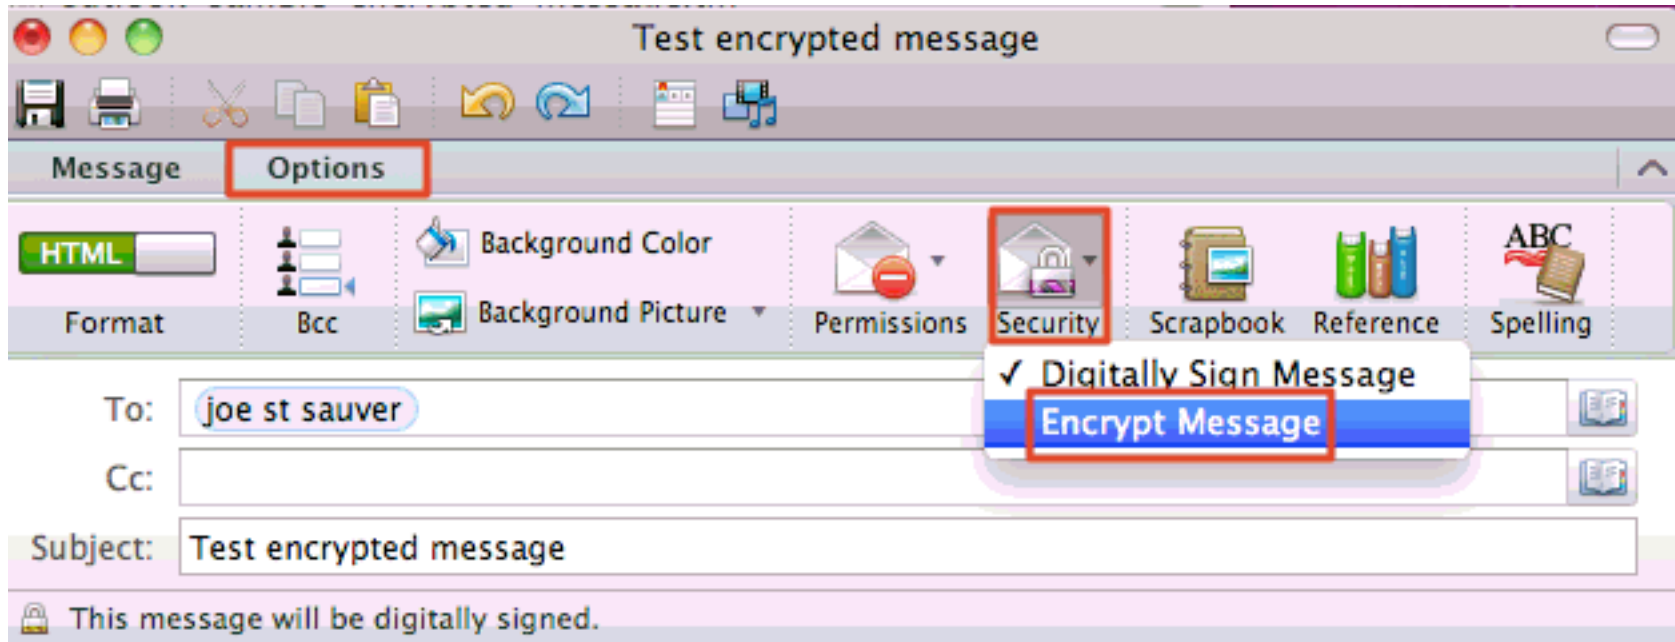 Test encrypted message
Message Options
HTML
Background Color
ABC
Background Picture
Format Bcc Permissions Security Scrapbook Reference Spelling
✓ Digitally Sign Message
Encrypt Message
To: joe st sauver
Cc:
Subject: Test encrypted message
This message will be digitally signed.